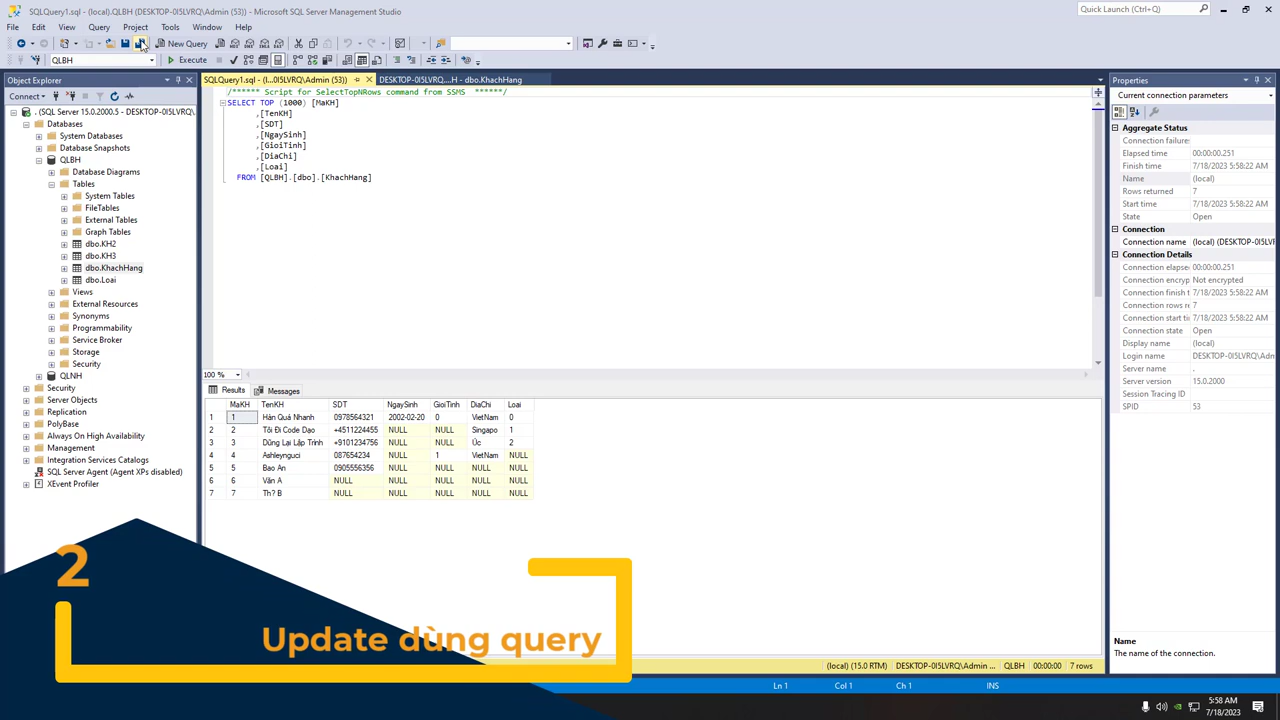 SQLQuery1.sql - (local).QLBH (DESKTOP-0I5LVRQ\Admin (53)) - Microsoft SQL Server Management Studio
Quick Launch (Ctrl+Q)
File Edit View Query Project Tools Window Help
New Query
QLBH
Execute
Object Explorer
Connect
. (SQL Server 15.0.2000.5 - DESKTOP-0I5LVRQ\
Databases
System Databases
Database Snapshots
QLBH
Database Diagrams
Tables
System Tables
FileTables
External Tables
Graph Tables
dbo.KH2
dbo.KH3
dbo.KhachHang
dbo.Loai
Views
External Resources
Synonyms
Programmability
Service Broker
Storage
Security
QLNH
Security
Server Objects
Replication
PolyBase
Always On High Availability
Management
Integration Services Catalogs
SQL Server Agent (Agent XPs disabled)
XEvent Profiler
SQLQuery1.sql - (l...0I5LVRQ\Admin (53))
DESKTOP-0I5LVRQ....H - dbo.KhachHang
/****** Script for SelectTopNRows command from SSMS ******/
SELECT TOP (1000) [MaKH]
,[TenKH]
,[SDT]
,[NgaySinh]
,[GioiTinh]
,[DiaChi]
,[Loai]
FROM [QLBH].[dbo].[KhachHang]
100 %
Results Messages
MaKH TenKH SDT NgaySinh GioiTinh DiaChi Loai
1 1 Hán Quá Nhanh 0978564321 2002-02-20 0 VietNam 0
2 2 Tôi Đi Code Dạo +4511224455 NULL NULL Singapo 1
3 3 Dũng Lại Lập Trình +9101234756 NULL NULL Úc 2
4 4 Ashleynguci 087654234 NULL 1 VietNam NULL
5 5 Bao An 0905556356 NULL NULL NULL NULL
6 6 Văn A NULL NULL NULL NULL NULL
7 7 Th? B NULL NULL NULL NULL NULL
(local) (15.0 RTM) DESKTOP-0I5LVRQ\Admin ... QLBH 00:00:00 7 rows
Properties
Current connection parameters
Aggregate Status
Connection failures
Elapsed time 00:00:00.251
Finish time 7/18/2023 5:58:22 AM
Name (local)
Rows returned 7
Start time 7/18/2023 5:58:22 AM
State Open
Connection
Connection name (local) (DESKTOP-0I5LVR
Connection Details
Connection elapse 00:00:00.251
Connection encryp Not encrypted
Connection finish t 7/18/2023 5:58:22 AM
Connection rows re 7
Connection start ti 7/18/2023 5:58:22 AM
Connection state Open
Display name (local)
Login name DESKTOP-0I5LVRQ\Adm
Server name .
Server version 15.0.2000
Session Tracing ID
SPID 53
Name
The name of the connection.
2
Update dùng query
Ln 1 Col 1 Ch 1 INS
5:58 AM
7/18/2023